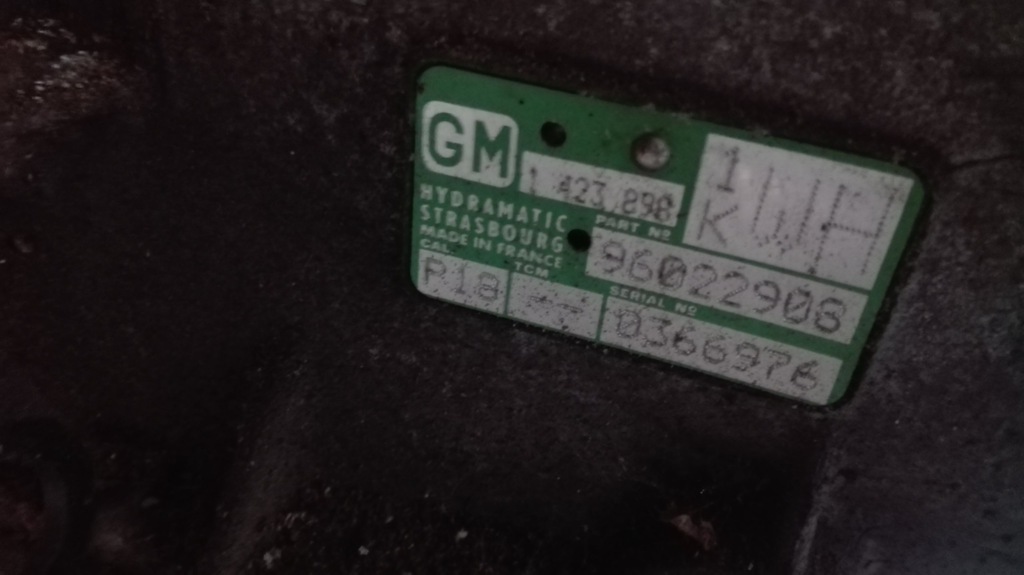 GM
1 423 898
1
K WH
HYDRAMATIC
STRASBOURG
MADE IN FRANCE
PART Nº
96022908
CAL.
P18
TCM
--
SERIAL Nº
0366976